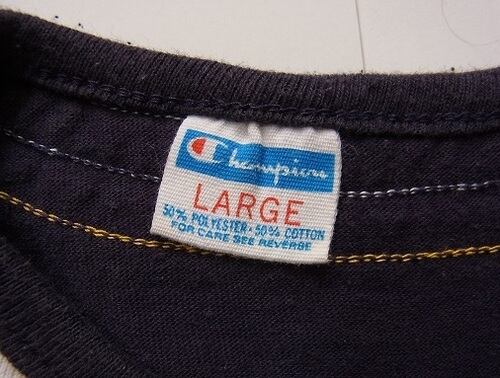 Champion
LARGE
50% POLYESTER • 50% COTTON
FOR CARE SEE REVERSE